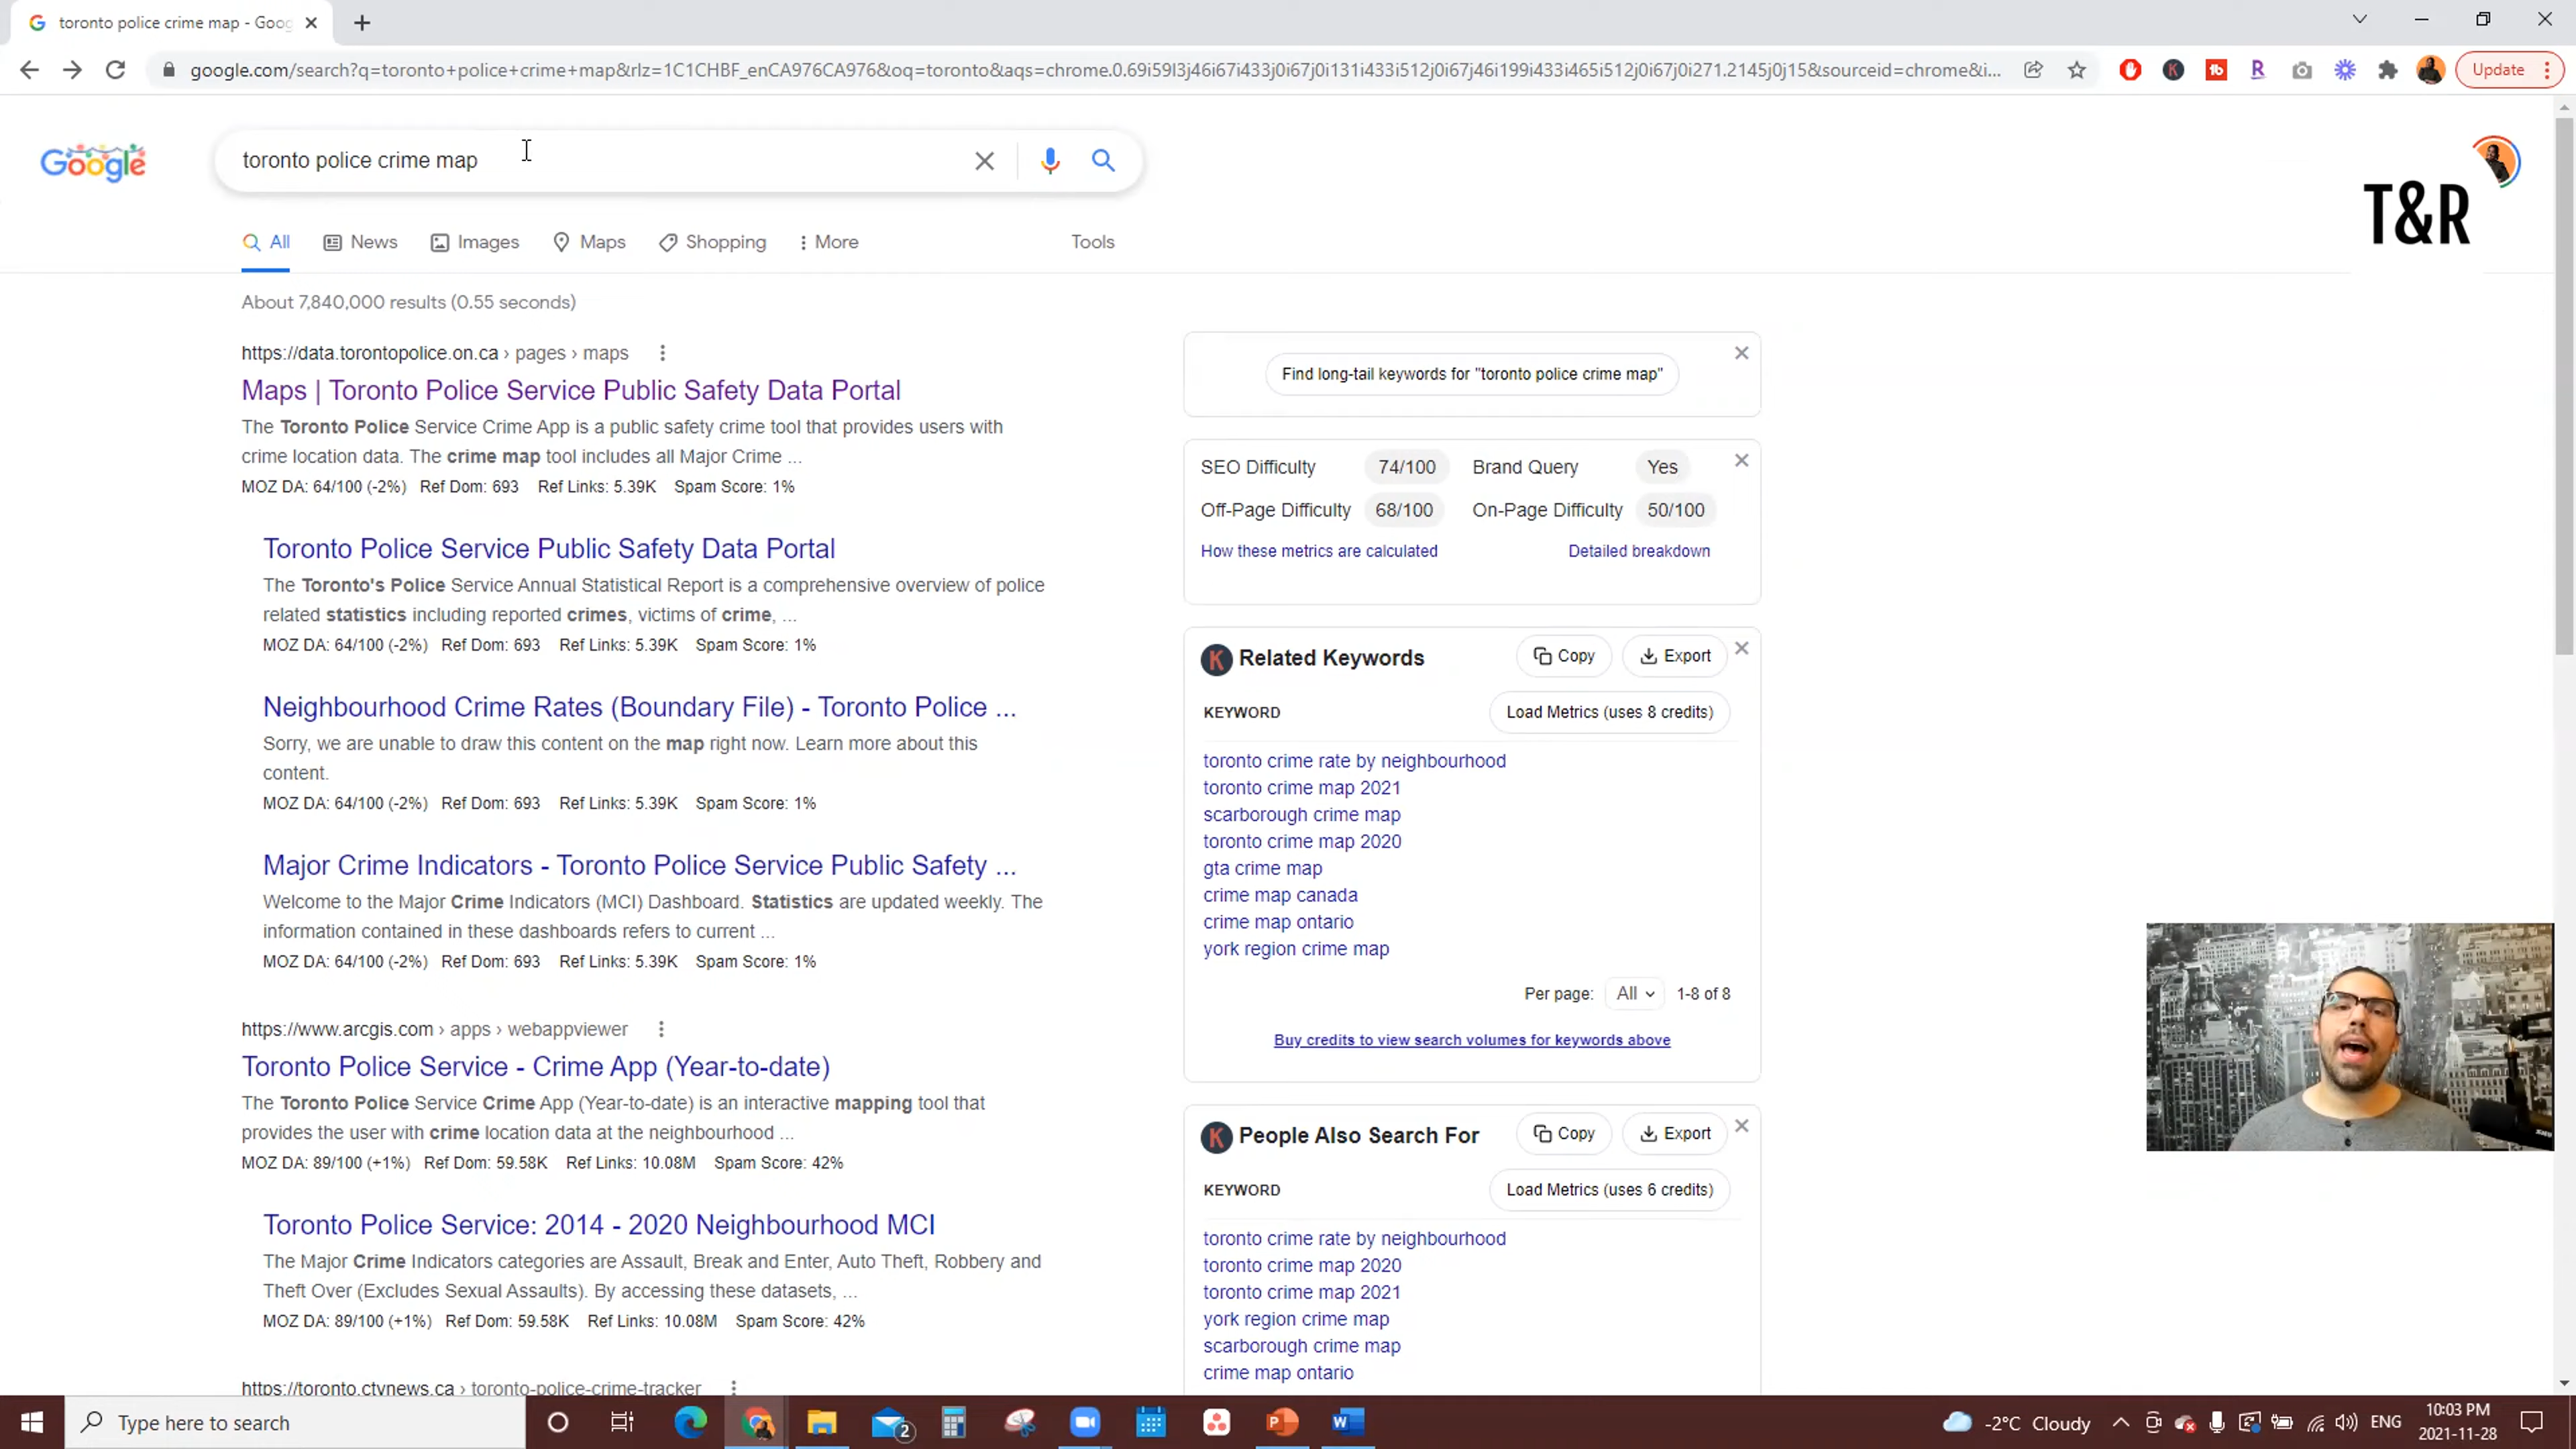 toronto police crime map - Goog
google.com/search?q=toronto+police+crime+map&rlz=1C1CHBF_enCA976CA976&oq=toronto&aqs=chrome.0.69i59l3j46i67i433j0i67j0i131i433i512j0i67j46i199i433i465i512j0i67j0i271.2145j0j15&sourceid=chrome&i...
Update
Google
toronto police crime map
T&R
All News Images Maps Shopping More Tools
About 7,840,000 results (0.55 seconds)
https://data.torontopolice.on.ca › pages › maps
Maps | Toronto Police Service Public Safety Data Portal
The Toronto Police Service Crime App is a public safety crime tool that provides users with
crime location data. The crime map tool includes all Major Crime ...
MOZ DA: 64/100 (-2%) Ref Dom: 693 Ref Links: 5.39K Spam Score: 1%
Toronto Police Service Public Safety Data Portal
The Toronto's Police Service Annual Statistical Report is a comprehensive overview of police
related statistics including reported crimes, victims of crime, ...
MOZ DA: 64/100 (-2%) Ref Dom: 693 Ref Links: 5.39K Spam Score: 1%
Neighbourhood Crime Rates (Boundary File) - Toronto Police ...
Sorry, we are unable to draw this content on the map right now. Learn more about this
content.
MOZ DA: 64/100 (-2%) Ref Dom: 693 Ref Links: 5.39K Spam Score: 1%
Major Crime Indicators - Toronto Police Service Public Safety ...
Welcome to the Major Crime Indicators (MCI) Dashboard. Statistics are updated weekly. The
information contained in these dashboards refers to current ...
MOZ DA: 64/100 (-2%) Ref Dom: 693 Ref Links: 5.39K Spam Score: 1%
https://www.arcgis.com › apps › webappviewer
Toronto Police Service - Crime App (Year-to-date)
The Toronto Police Service Crime App (Year-to-date) is an interactive mapping tool that
provides the user with crime location data at the neighbourhood ...
MOZ DA: 89/100 (+1%) Ref Dom: 59.58K Ref Links: 10.08M Spam Score: 42%
Toronto Police Service: 2014 - 2020 Neighbourhood MCI
The Major Crime Indicators categories are Assault, Break and Enter, Auto Theft, Robbery and
Theft Over (Excludes Sexual Assaults). By accessing these datasets, ...
MOZ DA: 89/100 (+1%) Ref Dom: 59.58K Ref Links: 10.08M Spam Score: 42%
https://toronto.ctvnews.ca › toronto-police-crime-tracker
Find long-tail keywords for "toronto police crime map"
SEO Difficulty 74/100 Brand Query Yes
Off-Page Difficulty 68/100 On-Page Difficulty 50/100
How these metrics are calculated Detailed breakdown
K Related Keywords Copy Export
KEYWORD Load Metrics (uses 8 credits)
toronto crime rate by neighbourhood
toronto crime map 2021
scarborough crime map
toronto crime map 2020
gta crime map
crime map canada
crime map ontario
york region crime map
Per page: All 1-8 of 8
Buy credits to view search volumes for keywords above
K People Also Search For Copy Export
KEYWORD Load Metrics (uses 6 credits)
toronto crime rate by neighbourhood
toronto crime map 2020
toronto crime map 2021
york region crime map
scarborough crime map
crime map ontario
Type here to search
2
-2°C Cloudy
ENG
10:03 PM
2021-11-28